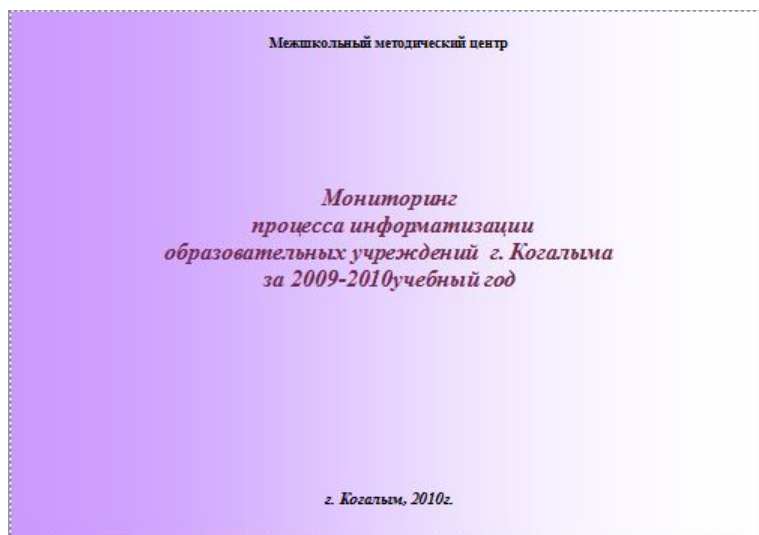 Межшкольный методический центр
Мониторинг
процесса информатизации
образовательных учреждений г. Когалыма
за 2009-2010учебный год
г. Когалым, 2010г.